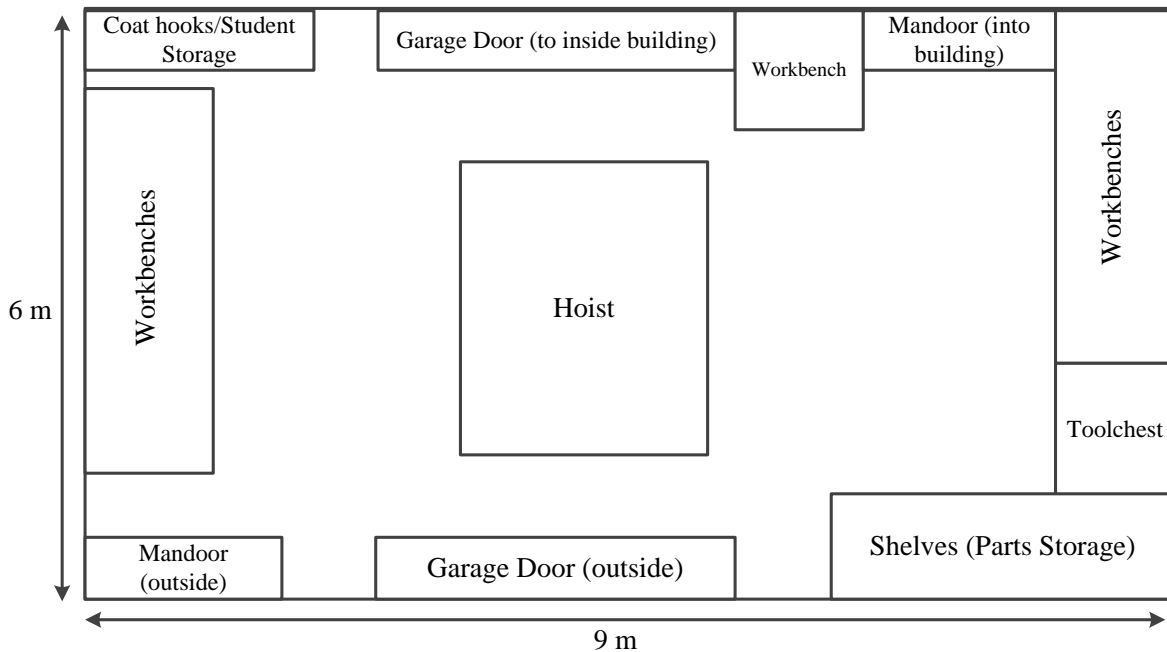 Coat hooks/Student
Storage
Garage Door (to inside building)
Workbench
Mandoor (into
building)
Workbenches
Workbenches
6 m
Hoist
Toolchest
Mandoor
(outside)
Garage Door (outside)
Shelves (Parts Storage)
9 m